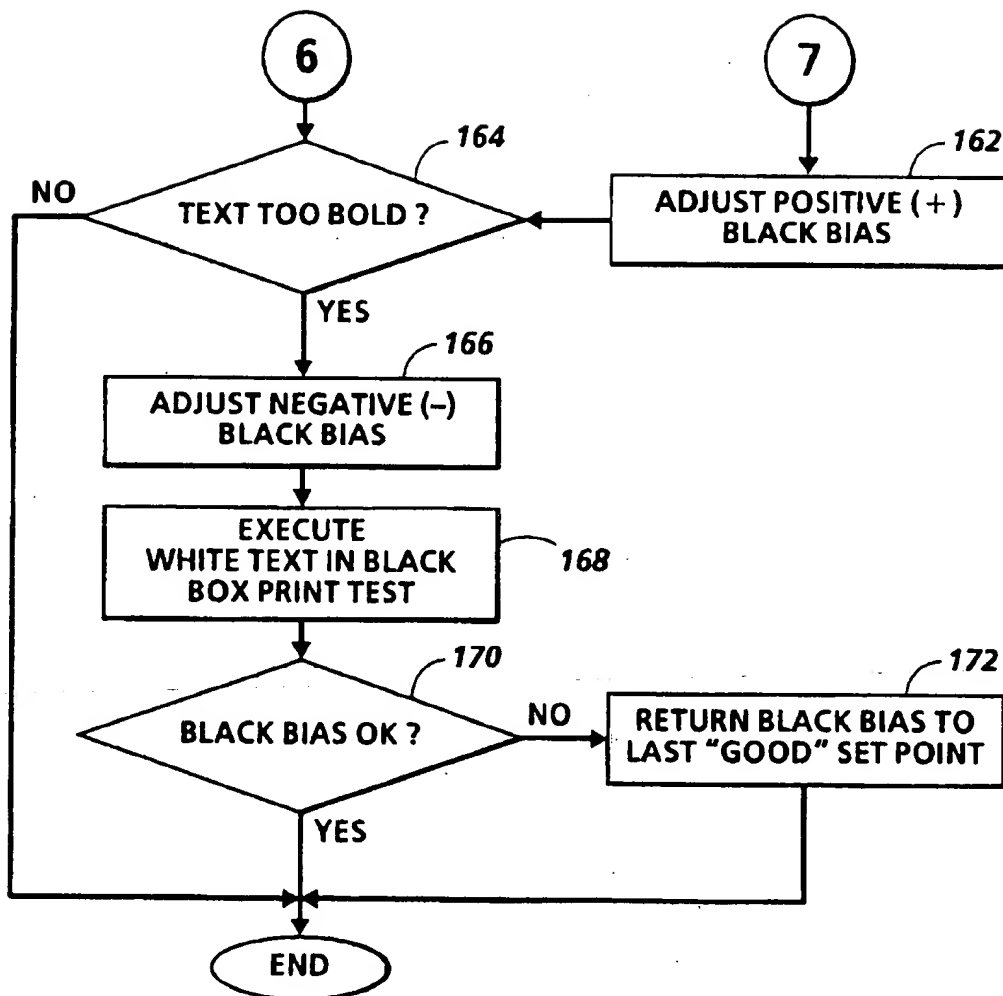 6
7
164
162
NO
TEXT TOO BOLD ?
ADJUST POSITIVE (+)
BLACK BIAS
YES
166
ADJUST NEGATIVE (–)
BLACK BIAS
EXECUTE
WHITE TEXT IN BLACK
BOX PRINT TEST
168
170
172
BLACK BIAS OK ?
NO
RETURN BLACK BIAS TO
LAST "GOOD" SET POINT
YES
END